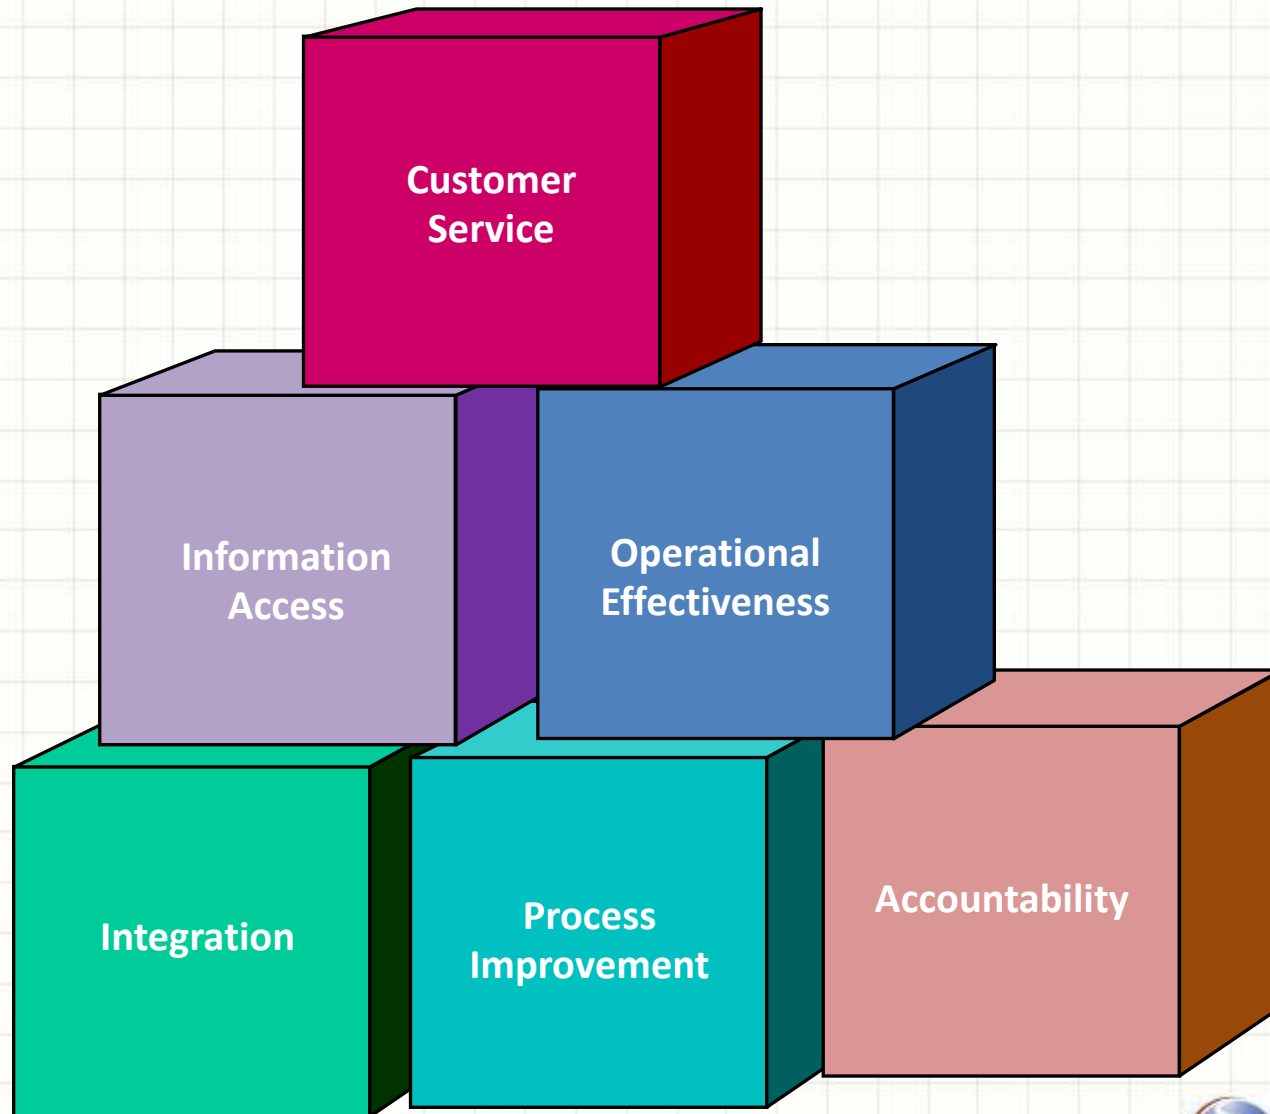 Customer
Service
Information
Access
Operational
Effectiveness
Integration
Process
Improvement
Accountability